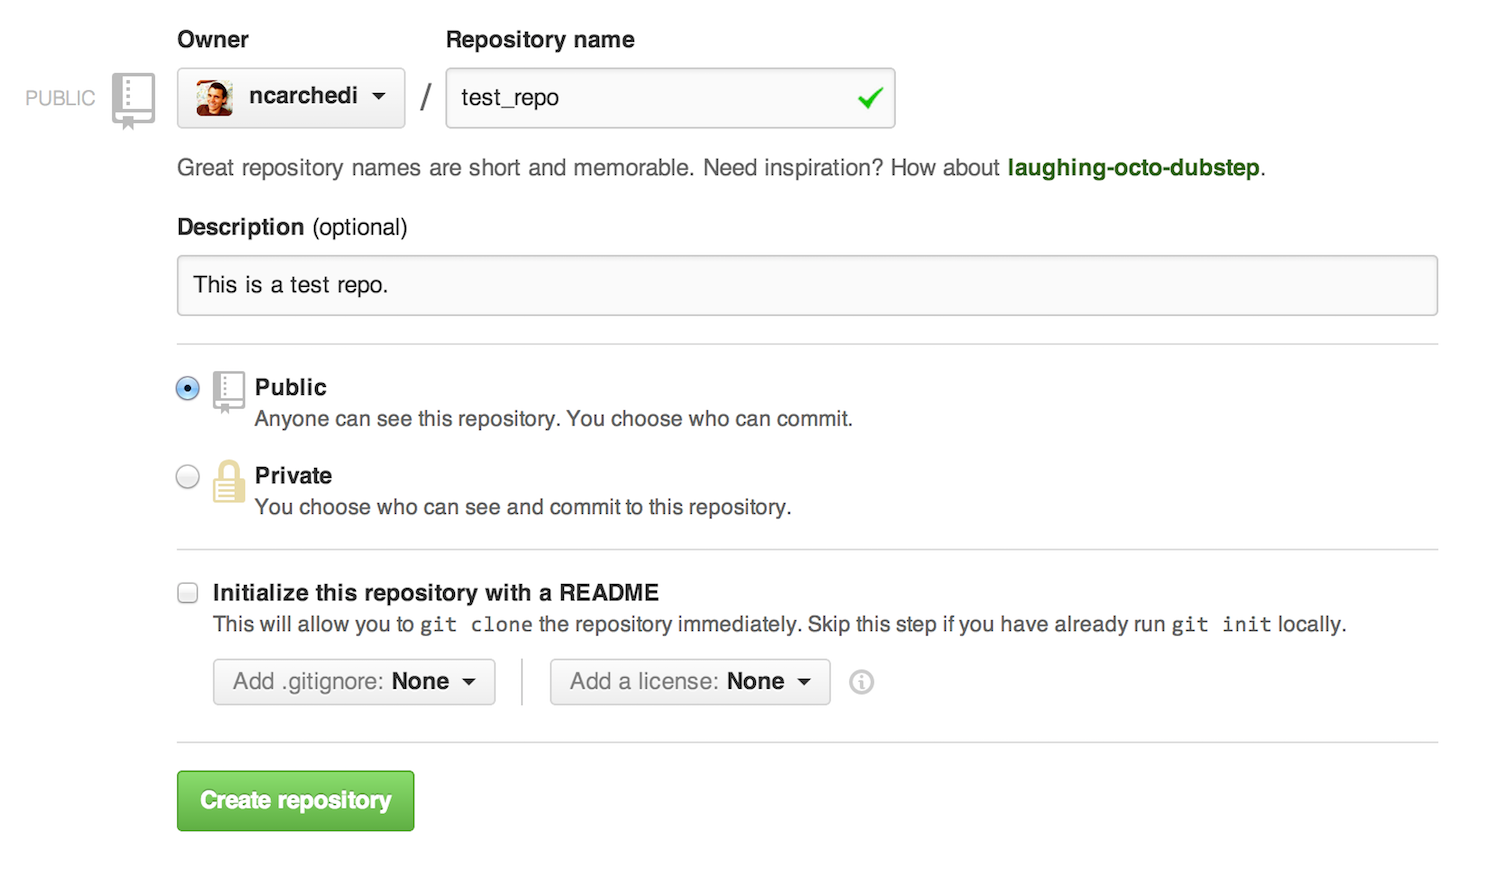 Owner Repository name
PUBLIC ncarchedi / test_repo
Great repository names are short and memorable. Need inspiration? How about laughing-octo-dubstep.
Description (optional)
This is a test repo.
Public
Anyone can see this repository. You choose who can commit.
Private
You choose who can see and commit to this repository.
Initialize this repository with a README
This will allow you to git clone the repository immediately. Skip this step if you have already run git init locally.
Add .gitignore: None Add a license: None
Create repository